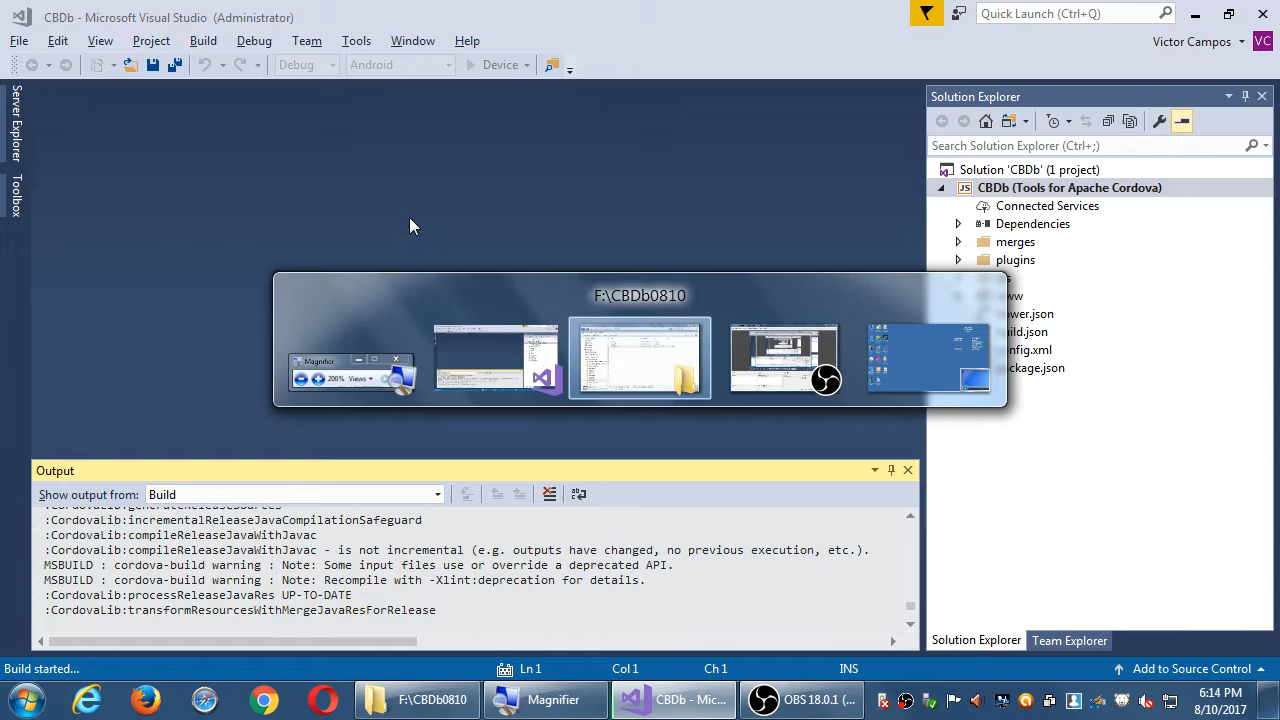 CBDb - Microsoft Visual Studio (Administrator)
Quick Launch (Ctrl+Q)
File Edit View Project Build Debug Team Tools Window Help
Victor Campos VC
Debug Android Device
Server Explorer
Toolbox
Solution Explorer
Search Solution Explorer (Ctrl+;)
Solution 'CBDb' (1 project)
JS CBDb (Tools for Apache Cordova)
Connected Services
Dependencies
merges
plugins
F:\CBDb0810
Magnifier
200% Views
Output
Show output from: Build
:CordovaLib:generateReleaseSources
:CordovaLib:incrementalReleaseJavaCompilationSafeguard
:CordovaLib:compileReleaseJavaWithJavac
:CordovaLib:compileReleaseJavaWithJavac - is not incremental (e.g. outputs have changed, no previous execution, etc.).
MSBUILD : cordova-build warning : Note: Some input files use or override a deprecated API.
MSBUILD : cordova-build warning : Note: Recompile with -Xlint:deprecation for details.
:CordovaLib:processReleaseJavaRes UP-TO-DATE
:CordovaLib:transformResourcesWithMergeJavaResForRelease
Solution Explorer Team Explorer
Build started... Ln 1 Col 1 Ch 1 INS Add to Source Control
F:\CBDb0810 Magnifier CBDb - Mic... OBS 18.0.1 (...
6:14 PM
8/10/2017